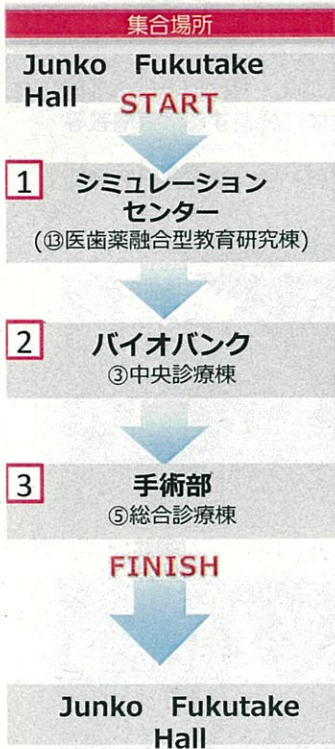 集合場所
Junko Fukutake
Hall
START
1
シミュレーション
センター
(⑬医歯薬融合型教育研究棟)
2
バイオバンク
③中央診療棟
3
手術部
⑤総合診療棟
FINISH
Junko Fukutake
Hall